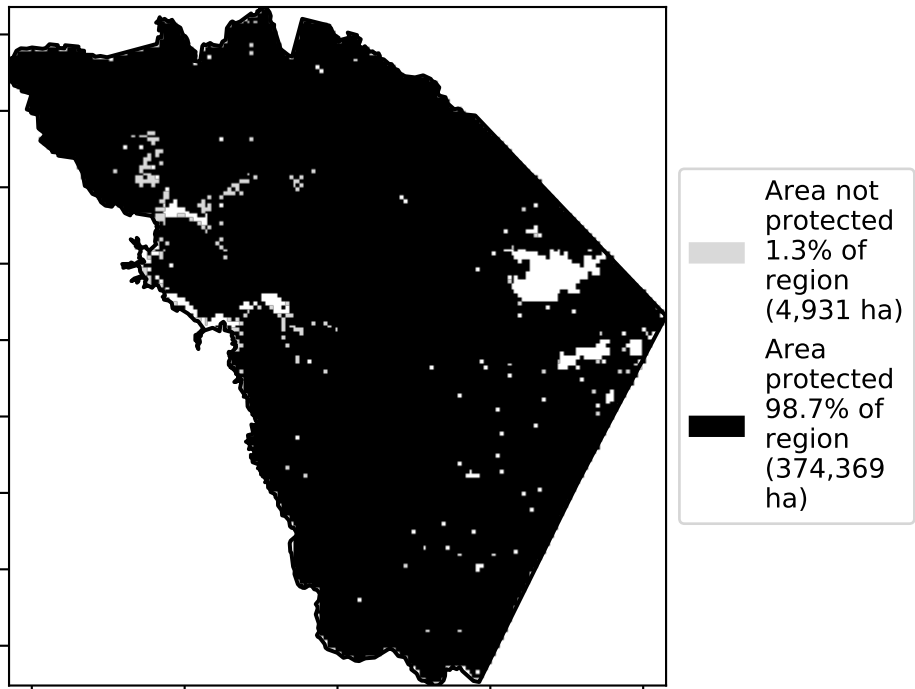 Area not
protected
1.3% of
region
(4,931 ha)
Area
protected
98.7% of
region
(374,369
ha)